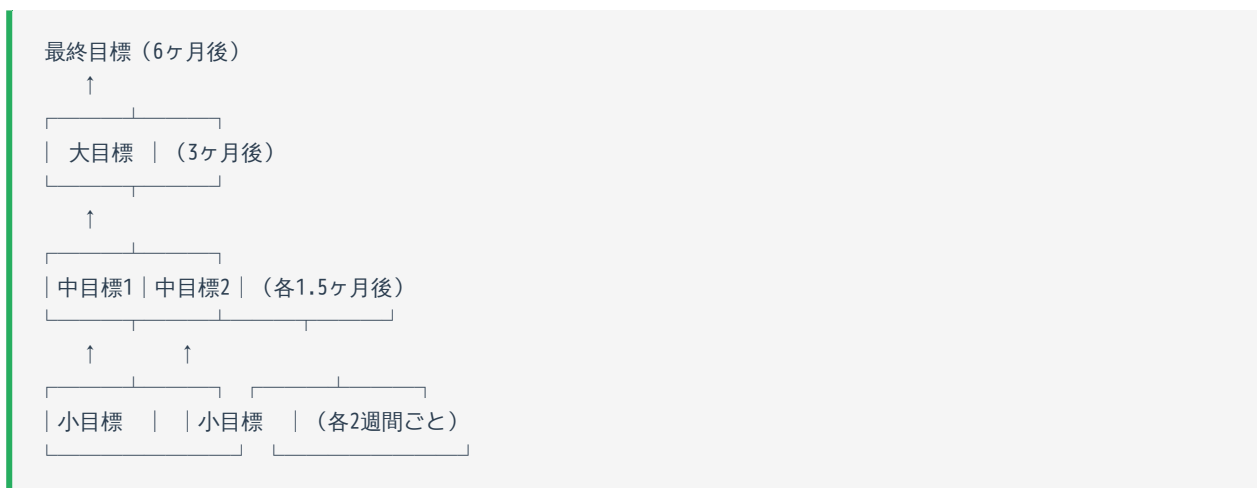 最終目標（6ヶ月後）
↑
┌─────┴─────┐
│ 大目標 │（3ヶ月後）
└─────┬─────┘
↑
┌─────┴─────┐
│中目標1│中目標2│（各1.5ヶ月後）
└─────┬─────┴─────┬─────┘
↑ ↑
┌─────┴─────┐ ┌─────┴─────┐
│小目標 │ │小目標 │（各2週間ごと）
└───────────┘ └───────────┘